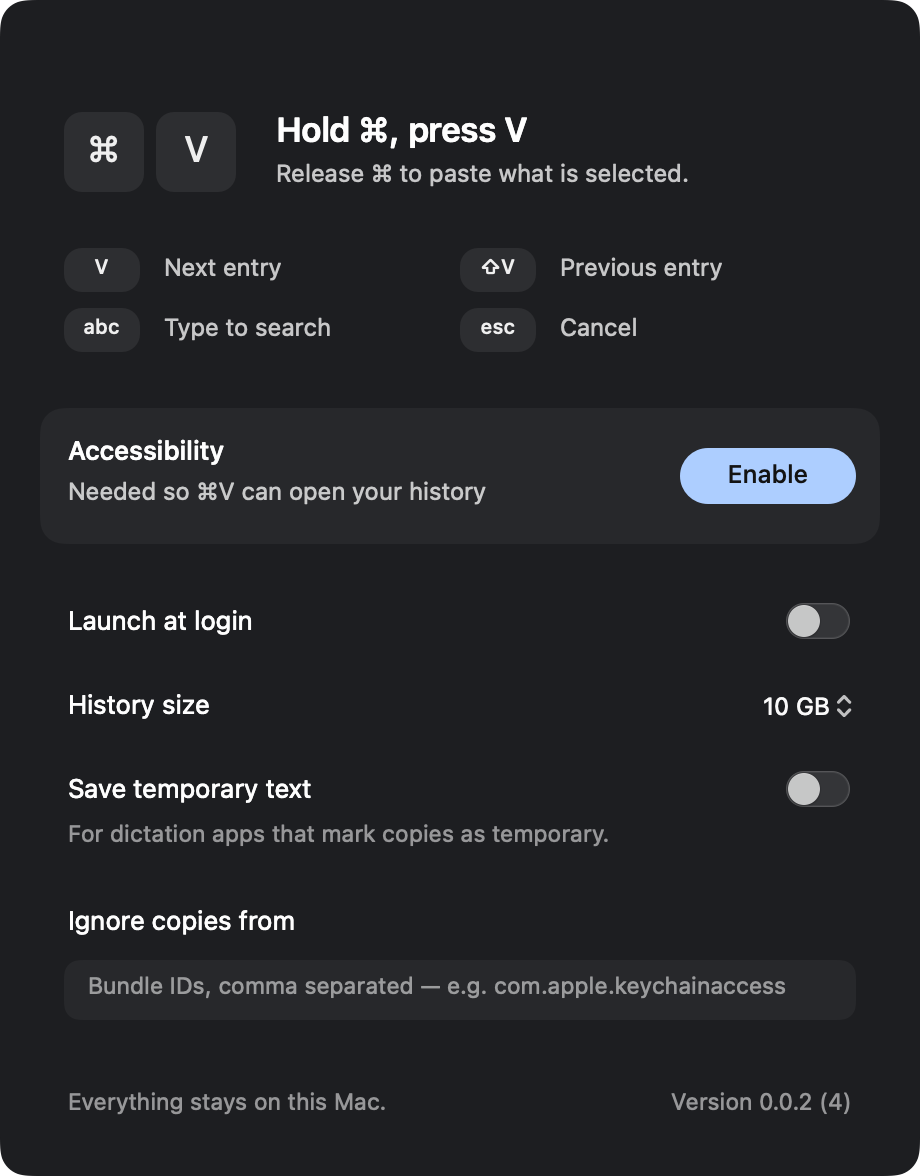 ⌘ V
Hold ⌘, press V
Release ⌘ to paste what is selected.
V Next entry
⇧V Previous entry
abc Type to search
esc Cancel
Accessibility
Needed so ⌘V can open your history
Enable
Launch at login
History size
10 GB
Save temporary text
For dictation apps that mark copies as temporary.
Ignore copies from
Bundle IDs, comma separated — e.g. com.apple.keychainaccess
Everything stays on this Mac.
Version 0.0.2 (4)